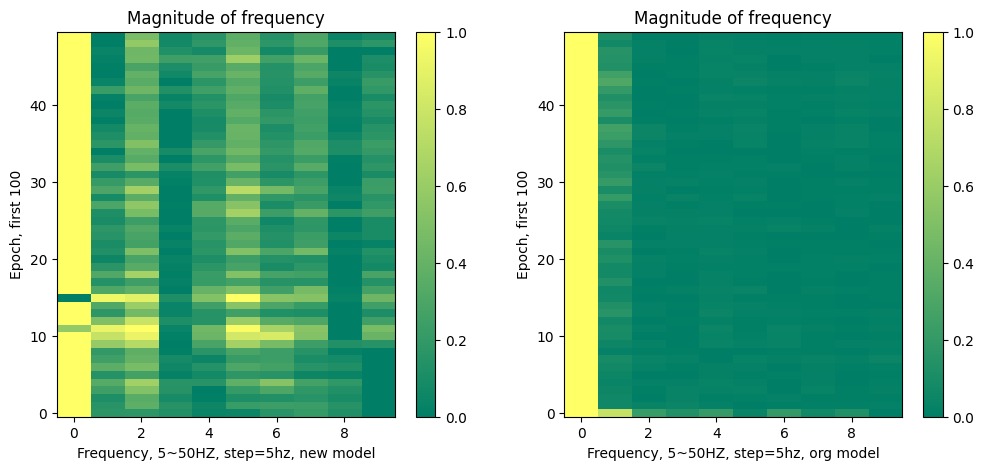 Magnitude of frequency
Epoch, first 100
40
30
20
10
0
0 2 4 6 8
Frequency, 5~50HZ, step=5hz, new model
1.0
0.8
0.6
0.4
0.2
0.0
Magnitude of frequency
Epoch, first 100
40
30
20
10
0
0 2 4 6 8
Frequency, 5~50HZ, step=5hz, org model
1.0
0.8
0.6
0.4
0.2
0.0